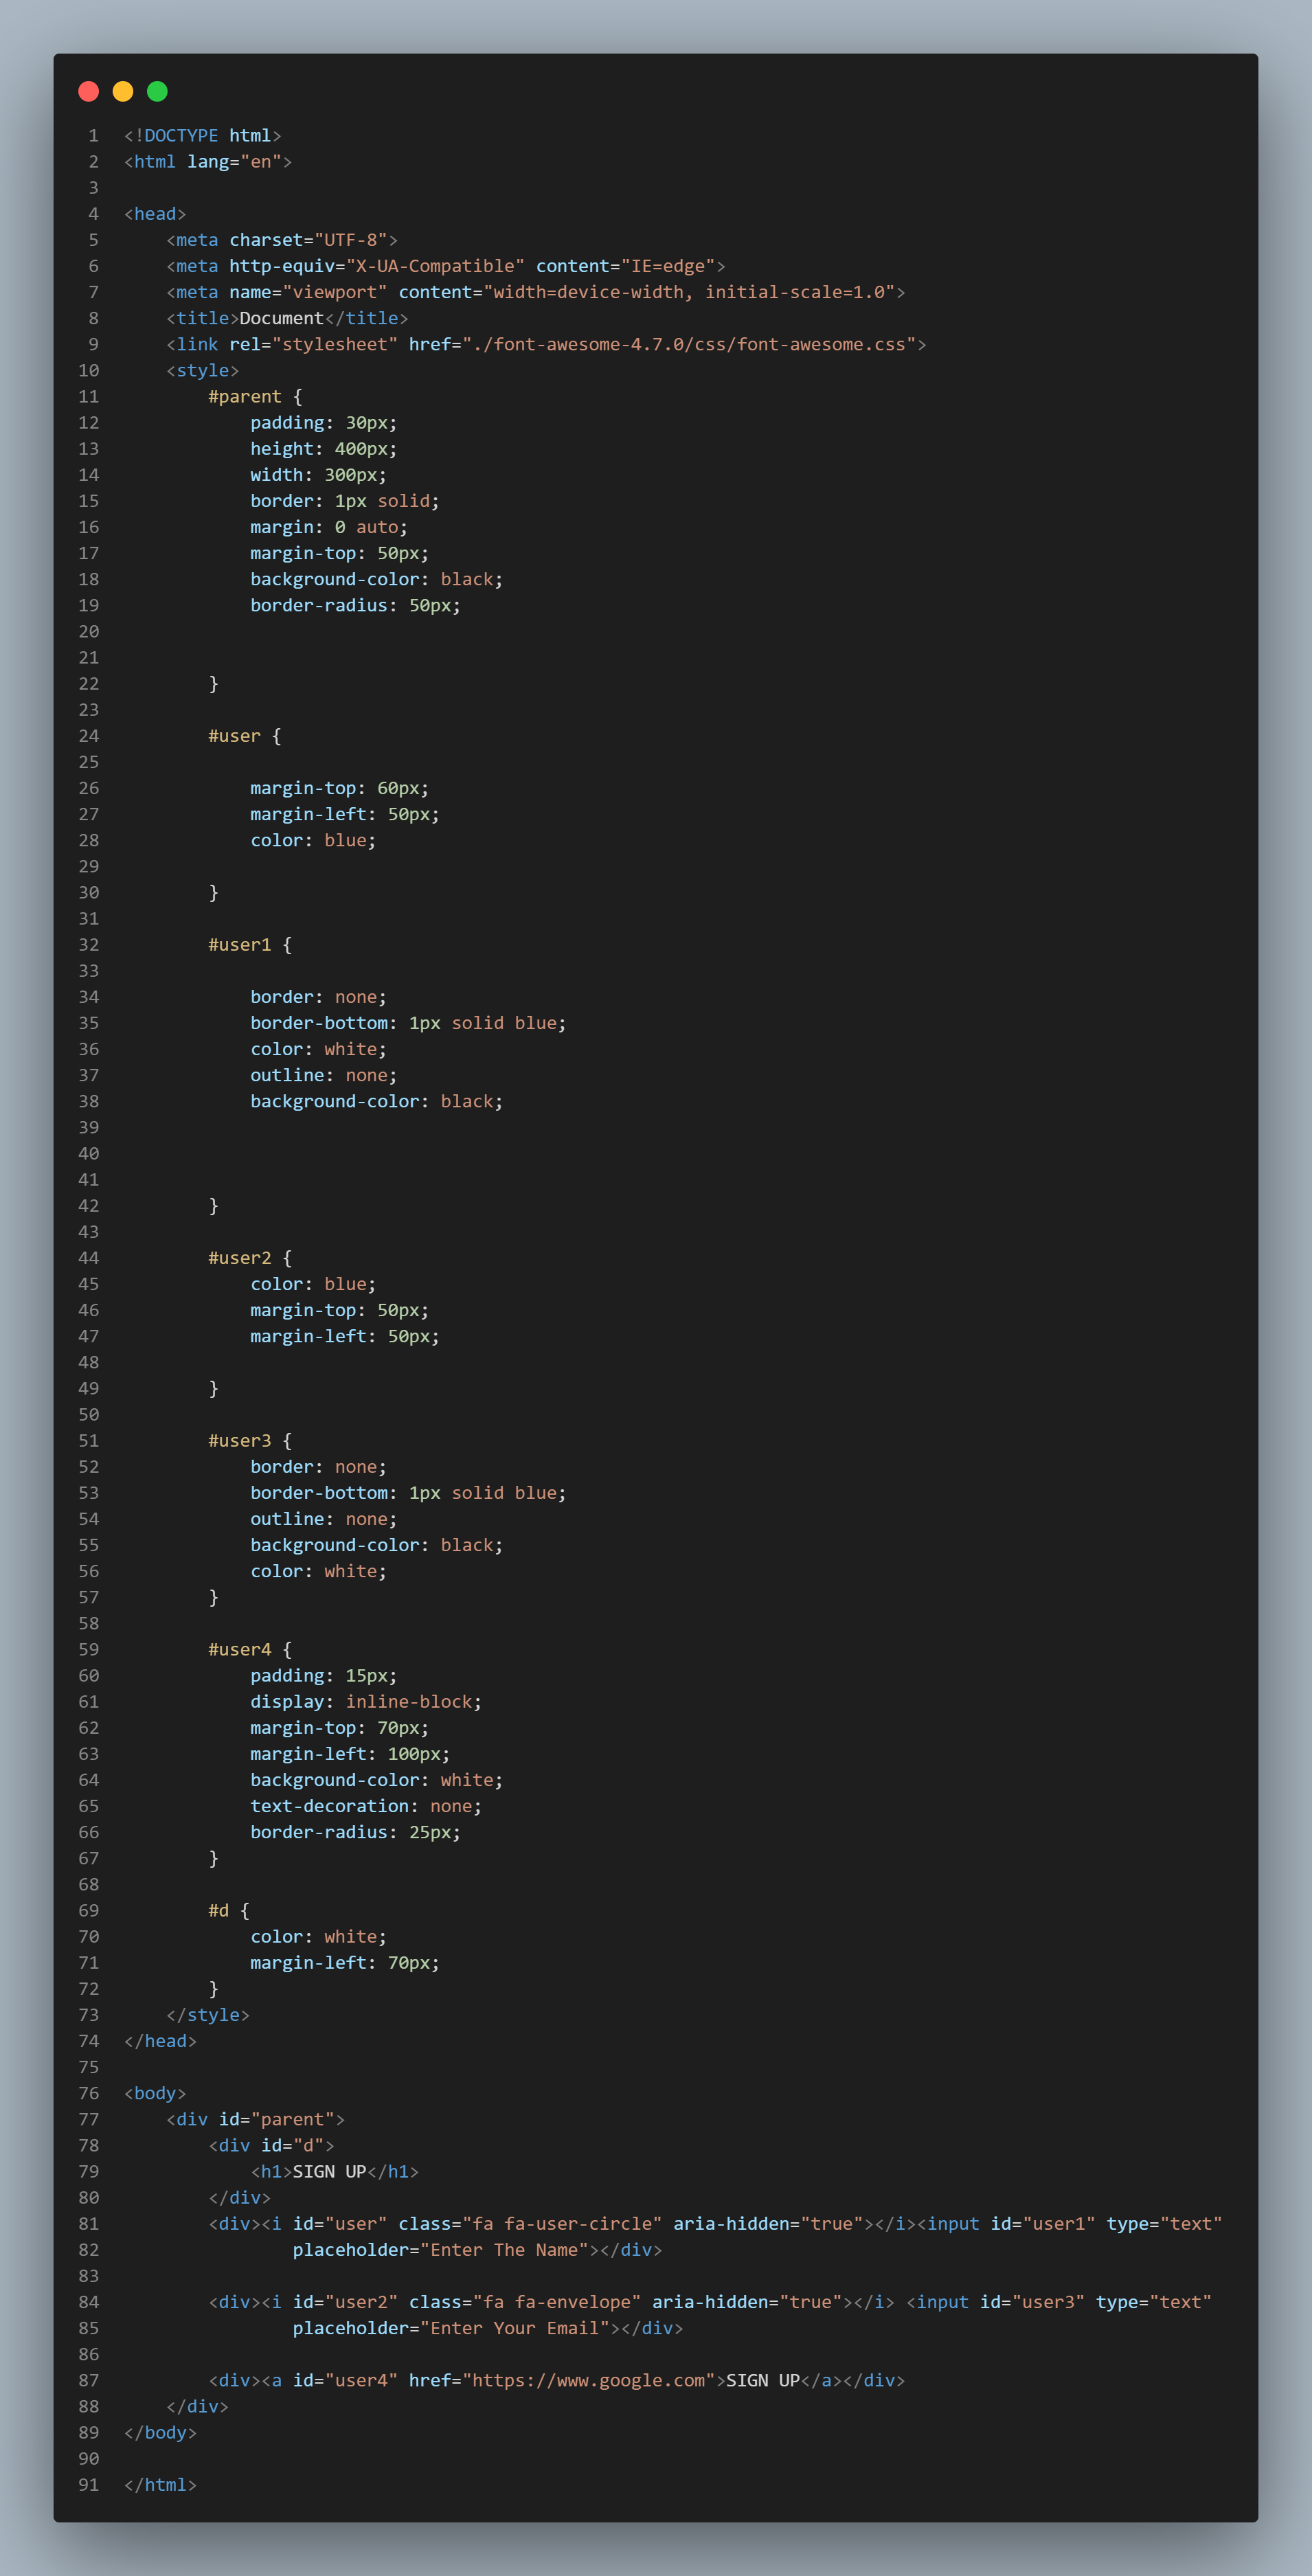 1 <!DOCTYPE html>
2 <html lang="en">
3
4 <head>
5     <meta charset="UTF-8">
6     <meta http-equiv="X-UA-Compatible" content="IE=edge">
7     <meta name="viewport" content="width=device-width, initial-scale=1.0">
8     <title>Document</title>
9     <link rel="stylesheet" href="./font-awesome-4.7.0/css/font-awesome.css">
10     <style>
11         #parent {
12             padding: 30px;
13             height: 400px;
14             width: 300px;
15             border: 1px solid;
16             margin: 0 auto;
17             margin-top: 50px;
18             background-color: black;
19             border-radius: 50px;
20
21
22         }
23
24         #user {
25
26             margin-top: 60px;
27             margin-left: 50px;
28             color: blue;
29
30         }
31
32         #user1 {
33
34             border: none;
35             border-bottom: 1px solid blue;
36             color: white;
37             outline: none;
38             background-color: black;
39
40
41
42         }
43
44         #user2 {
45             color: blue;
46             margin-top: 50px;
47             margin-left: 50px;
48
49         }
50
51         #user3 {
52             border: none;
53             border-bottom: 1px solid blue;
54             outline: none;
55             background-color: black;
56             color: white;
57         }
58
59         #user4 {
60             padding: 15px;
61             display: inline-block;
62             margin-top: 70px;
63             margin-left: 100px;
64             background-color: white;
65             text-decoration: none;
66             border-radius: 25px;
67         }
68
69         #d {
70             color: white;
71             margin-left: 70px;
72         }
73     </style>
74 </head>
75
76 <body>
77     <div id="parent">
78         <div id="d">
79             <h1>SIGN UP</h1>
80         </div>
81         <div><i id="user" class="fa fa-user-circle" aria-hidden="true"></i><input id="user1" type="text"
82                 placeholder="Enter The Name"></div>
83
84         <div><i id="user2" class="fa fa-envelope" aria-hidden="true"></i> <input id="user3" type="text"
85                 placeholder="Enter Your Email"></div>
86
87         <div><a id="user4" href="https://www.google.com">SIGN UP</a></div>
88     </div>
89 </body>
90
91 </html>